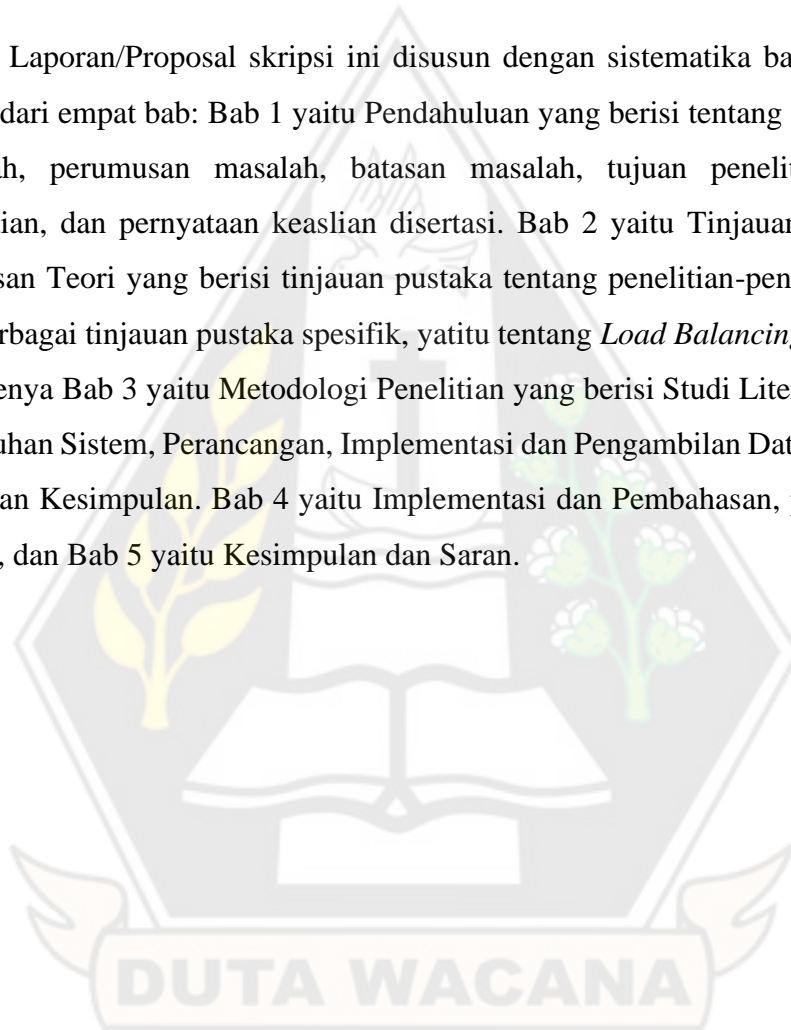 Laporan/Proposal skripsi ini disusun dengan sistematika ba
dari empat bab: Bab 1 yaitu Pendahuluan yang berisi tentang
ah, perumusan masalah, batasan masalah, tujuan penelit
ian, dan pernyataan keaslian disertasi. Bab 2 yaitu Tinjauan
san Teori yang berisi tinjauan pustaka tentang penelitian-pen
rbagai tinjauan pustaka spesifik, yatitu tentang Load Balancing
enya Bab 3 yaitu Metodologi Penelitian yang berisi Studi Liter
uhan Sistem, Perancangan, Implementasi dan Pengambilan Dat
an Kesimpulan. Bab 4 yaitu Implementasi dan Pembahasan, p
, dan Bab 5 yaitu Kesimpulan dan Saran.
DUTA WACANA